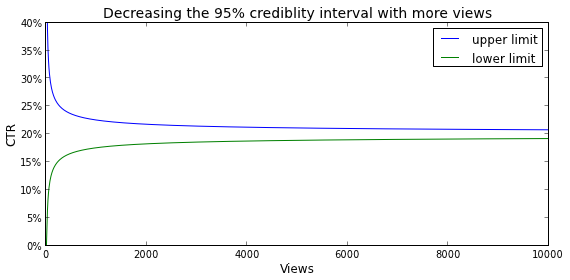 Decreasing the 95% crediblity interval with more views
40%
35%
30%
25%
20%
15%
10%
5%
0%
CTR
upper limit
lower limit
0 2000 4000 6000 8000 10000
Views